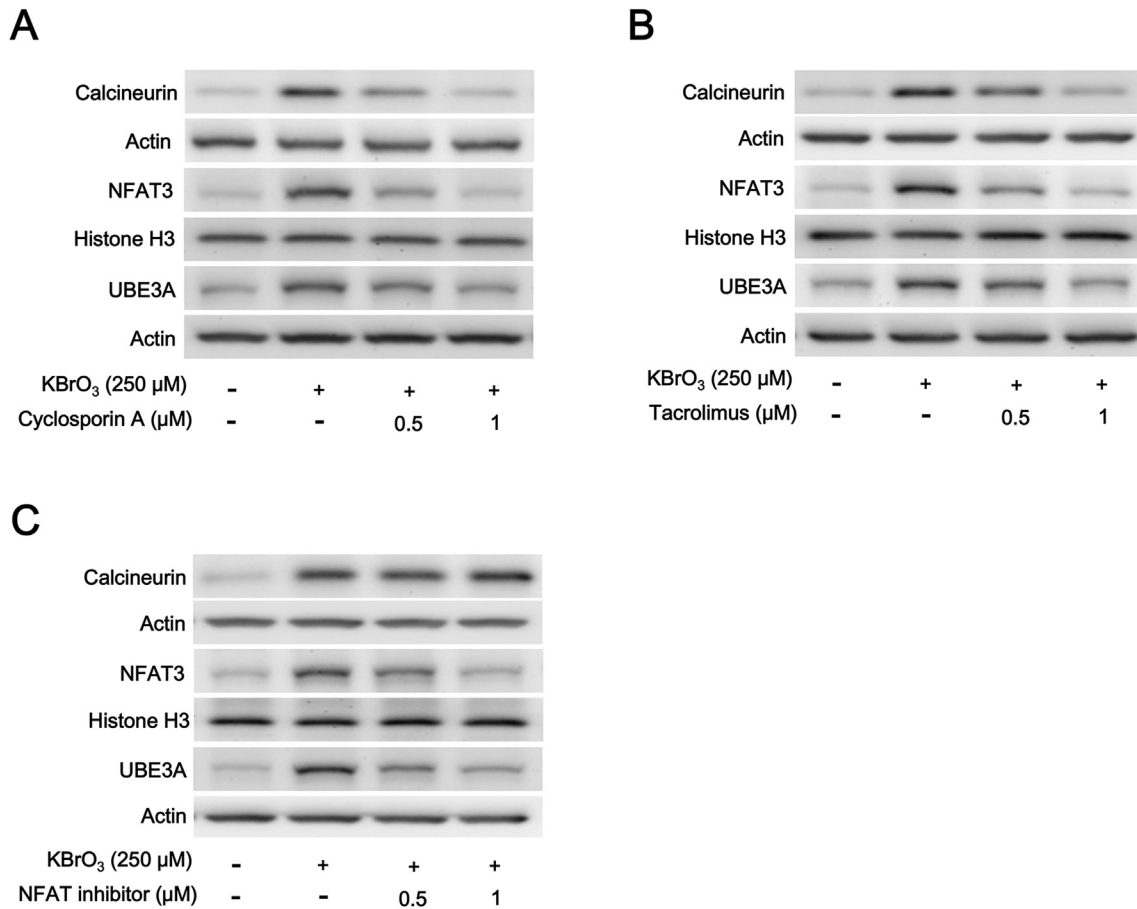 A
Calcineurin
Actin
NFAT3
Histone H3
UBE3A
Actin
KBrO₃ (250 μM) - + + +
Cyclosporin A (μM) - - 0.5 1
B
Calcineurin
Actin
NFAT3
Histone H3
UBE3A
Actin
KBrO₃ (250 μM) - + + +
Tacrolimus (μM) - - 0.5 1
C
Calcineurin
Actin
NFAT3
Histone H3
UBE3A
Actin
KBrO₃ (250 μM) - + + +
NFAT inhibitor (μM) - - 0.5 1